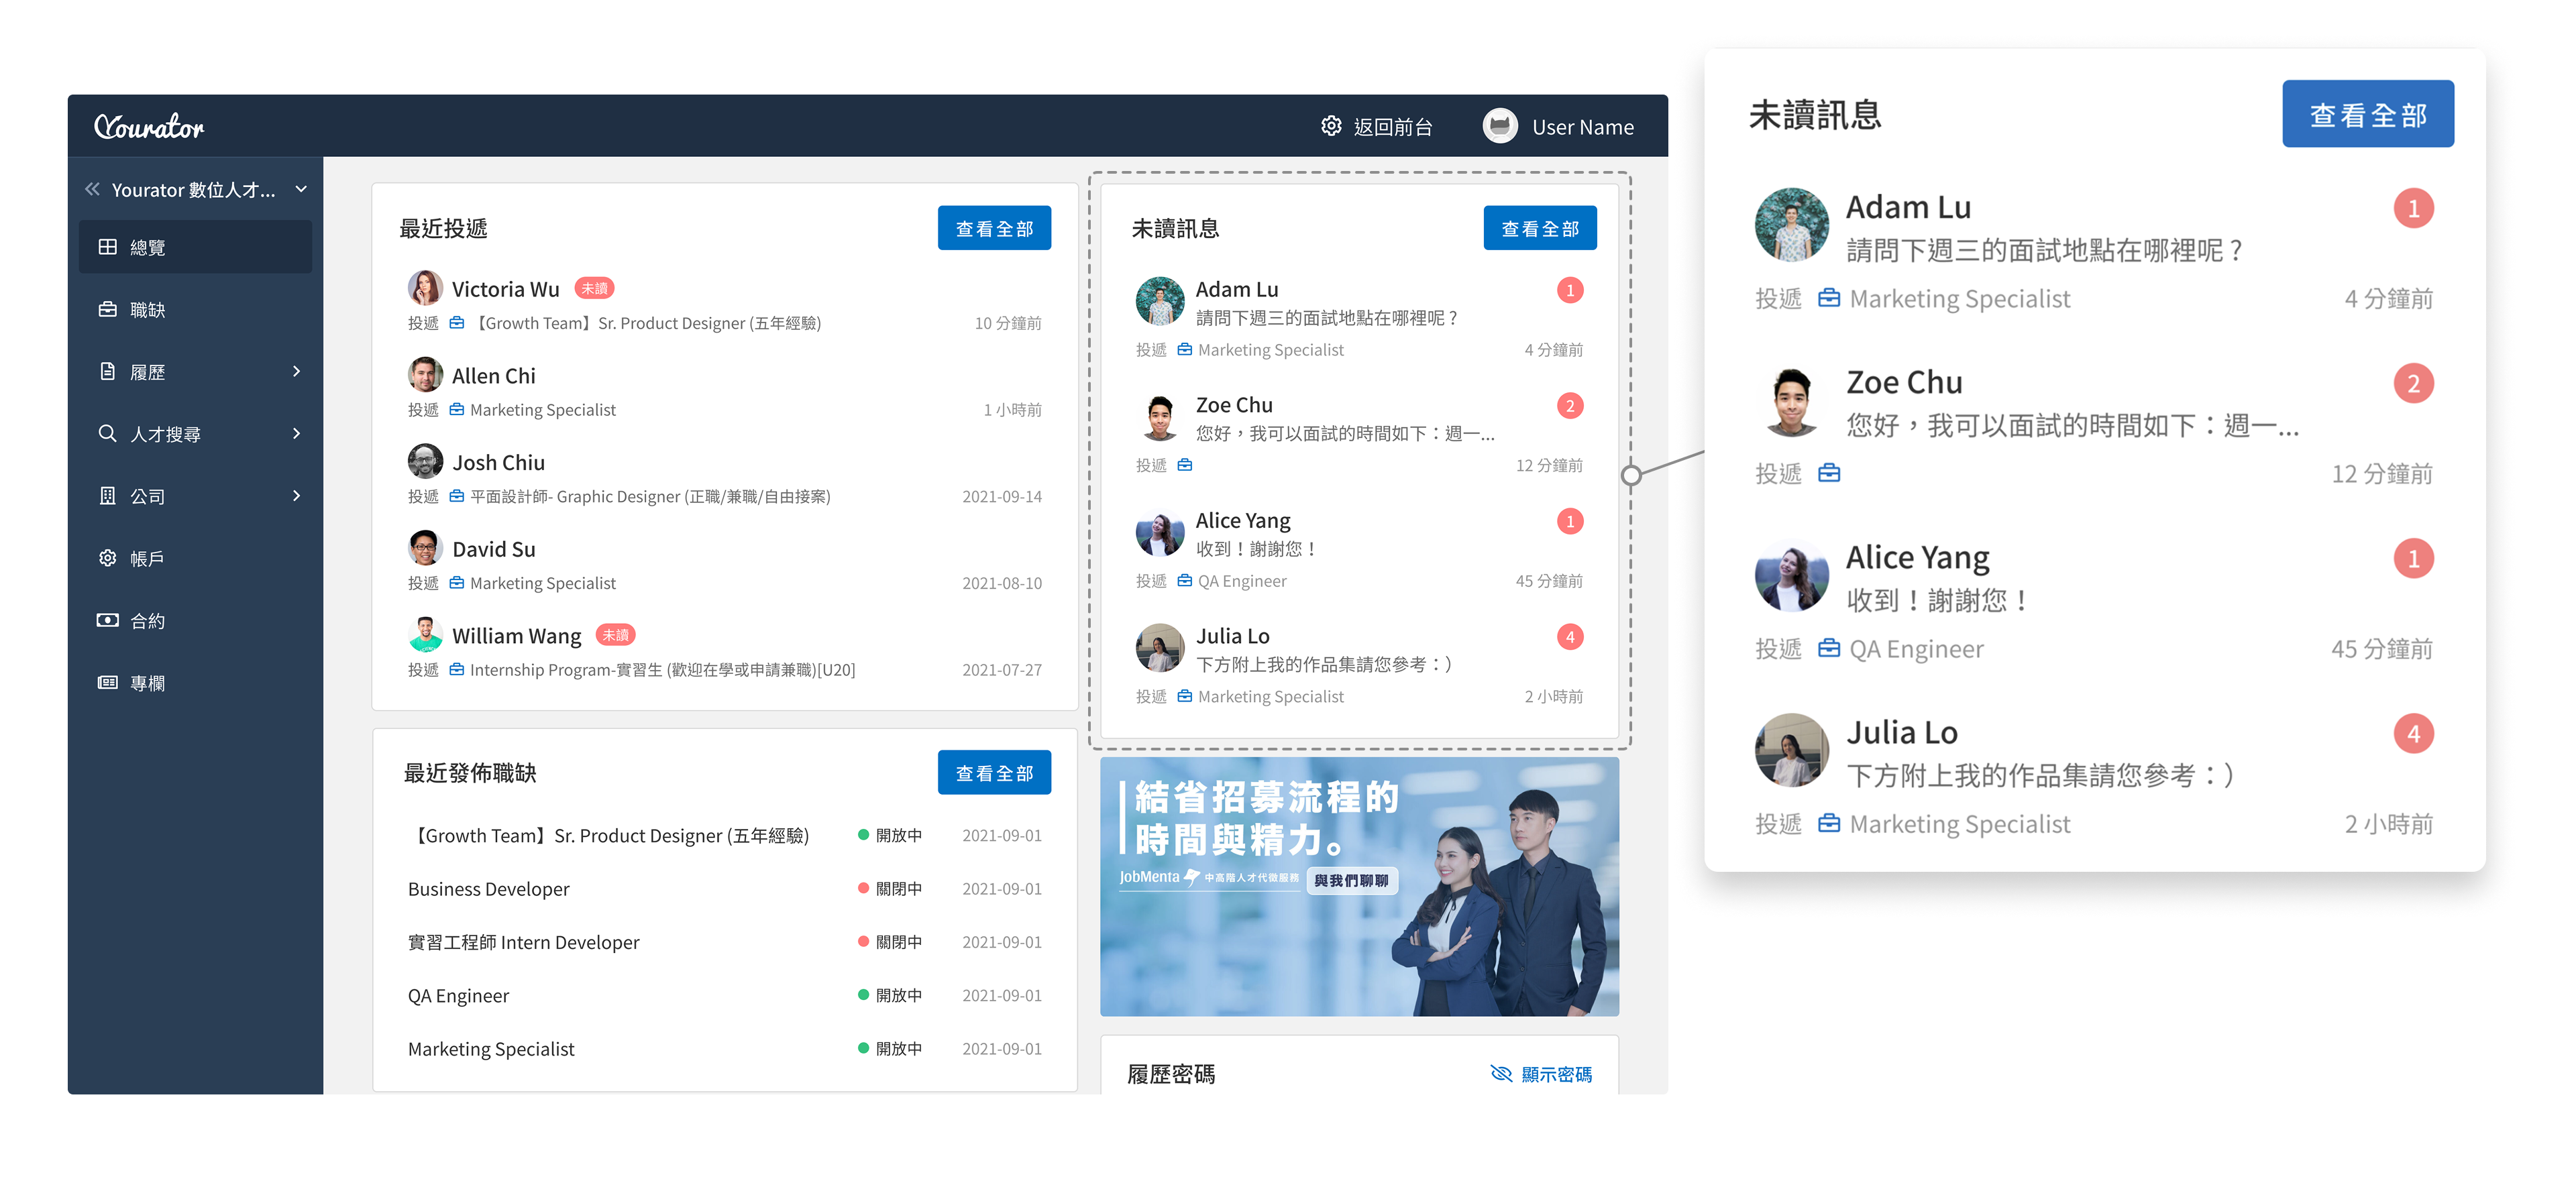 Yourator
返回前台
User Name
Yourator 數位人才...
總覽
職缺
履歷
人才搜尋
公司
帳戶
合約
專欄
最近投遞
查看全部
Victoria Wu 未讀
投遞 【Growth Team】Sr. Product Designer (五年經驗) 10 分鐘前
Allen Chi
投遞 Marketing Specialist 1 小時前
Josh Chiu
投遞 平面設計師- Graphic Designer (正職/兼職/自由接案) 2021-09-14
David Su
投遞 Marketing Specialist 2021-08-10
William Wang 未讀
投遞 Internship Program-實習生 (歡迎在學或申請兼職)[U20] 2021-07-27
最近發佈職缺
查看全部
【Growth Team】Sr. Product Designer (五年經驗) 開放中 2021-09-01
Business Developer 關閉中 2021-09-01
實習工程師 Intern Developer 關閉中 2021-09-01
QA Engineer 開放中 2021-09-01
Marketing Specialist 開放中 2021-09-01
未讀訊息
查看全部
Adam Lu 1
請問下週三的面試地點在哪裡呢？
投遞 Marketing Specialist 4 分鐘前
Zoe Chu 2
您好，我可以面試的時間如下：週一...
投遞 12 分鐘前
Alice Yang 1
收到！謝謝您！
投遞 QA Engineer 45 分鐘前
Julia Lo 4
下方附上我的作品集請您參考：）
投遞 Marketing Specialist 2 小時前
結省招募流程的
時間與精力。
JobMenta 中高階人才代徵服務 與我們聊聊
履歷密碼 顯示密碼
未讀訊息
查看全部
Adam Lu 1
請問下週三的面試地點在哪裡呢？
投遞 Marketing Specialist 4 分鐘前
Zoe Chu 2
您好，我可以面試的時間如下：週一...
投遞 12 分鐘前
Alice Yang 1
收到！謝謝您！
投遞 QA Engineer 45 分鐘前
Julia Lo 4
下方附上我的作品集請您參考：）
投遞 Marketing Specialist 2 小時前